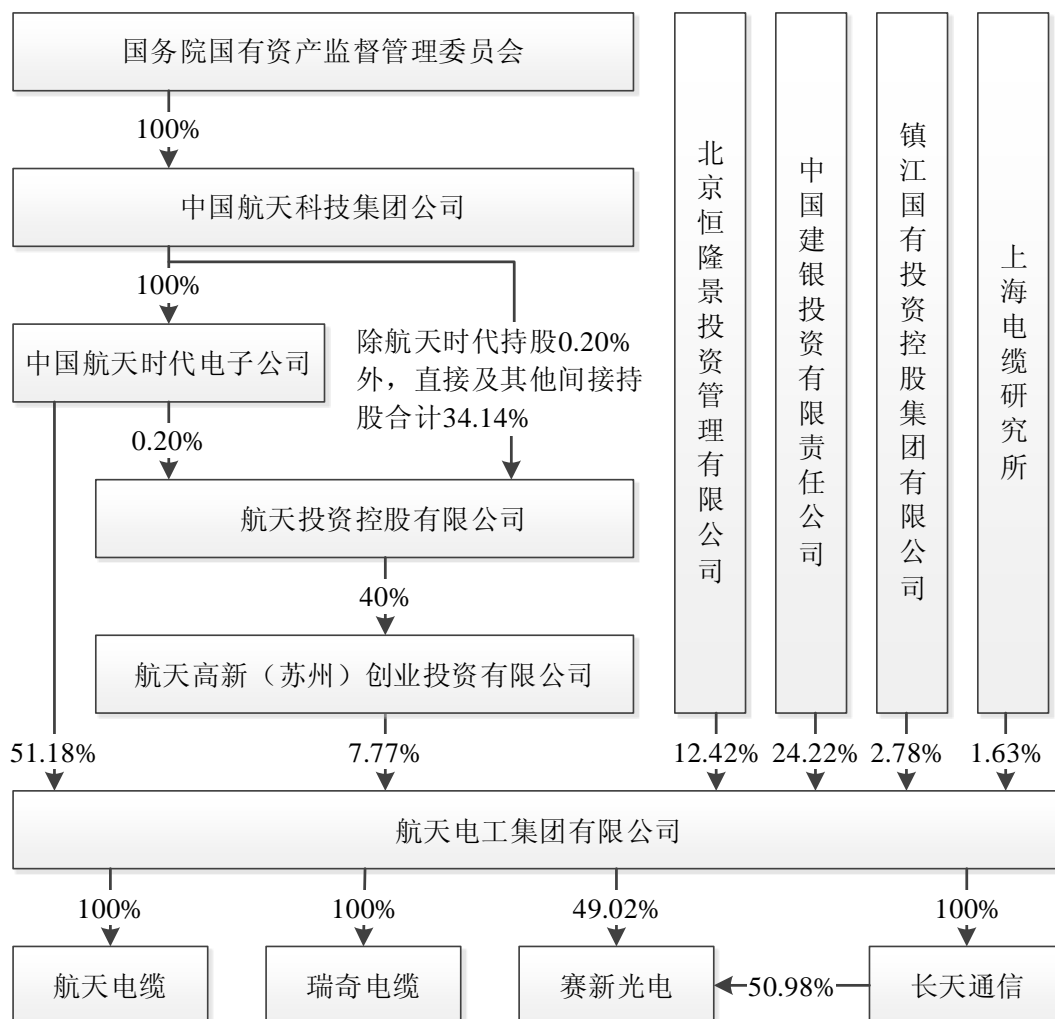 国务院国有资产监督管理委员会
100%
中国航天科技集团公司
100%
中国航天时代电子公司
除航天时代持股0.20%
外，直接及其他间接持
股合计34.14%
0.20%
航天投资控股有限公司
40%
航天高新（苏州）创业投资有限公司
北京恒隆景投资管理有限公司
中国建银投资有限责任公司
镇江国有投资控股集团有限公司
上海电缆研究所
51.18%
7.77%
12.42%
24.22%
2.78%
1.63%
航天电工集团有限公司
100%
100%
49.02%
100%
航天电缆
瑞奇电缆
赛新光电
50.98%
长天通信